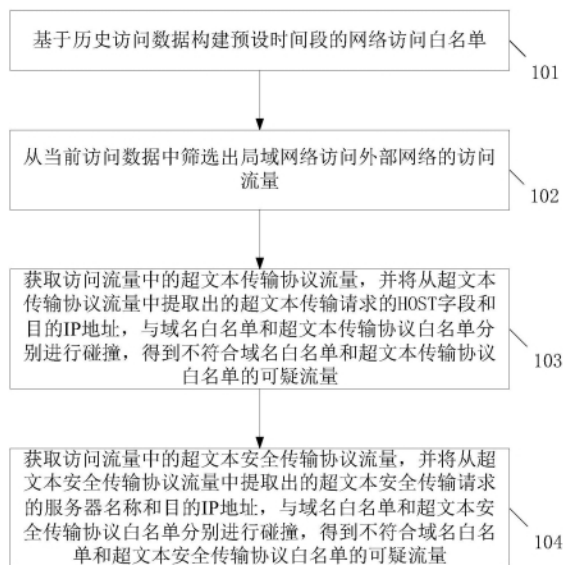 基于历史访问数据构建预设时间段的网络访问白名单
101
从当前访问数据中筛选出局域网络访问外部网络的访问
流量
102
获取访问流量中的超文本传输协议流量，并将从超文本
传输协议流量中提取出的超文本传输请求的HOST字段和
目的IP地址，与域名白名单和超文本传输协议白名单分
别进行碰撞，得到不符合域名白名单和超文本传输协议
白名单的可疑流量
103
获取访问流量中的超文本安全传输协议流量，并将从超
文本安全传输协议流量中提取出的超文本安全传输请求
的服务器名称和目的IP地址，与域名白名单和超文本安
全传输协议白名单分别进行碰撞，得到不符合域名白名
单和超文本安全传输协议白名单的可疑流量
104